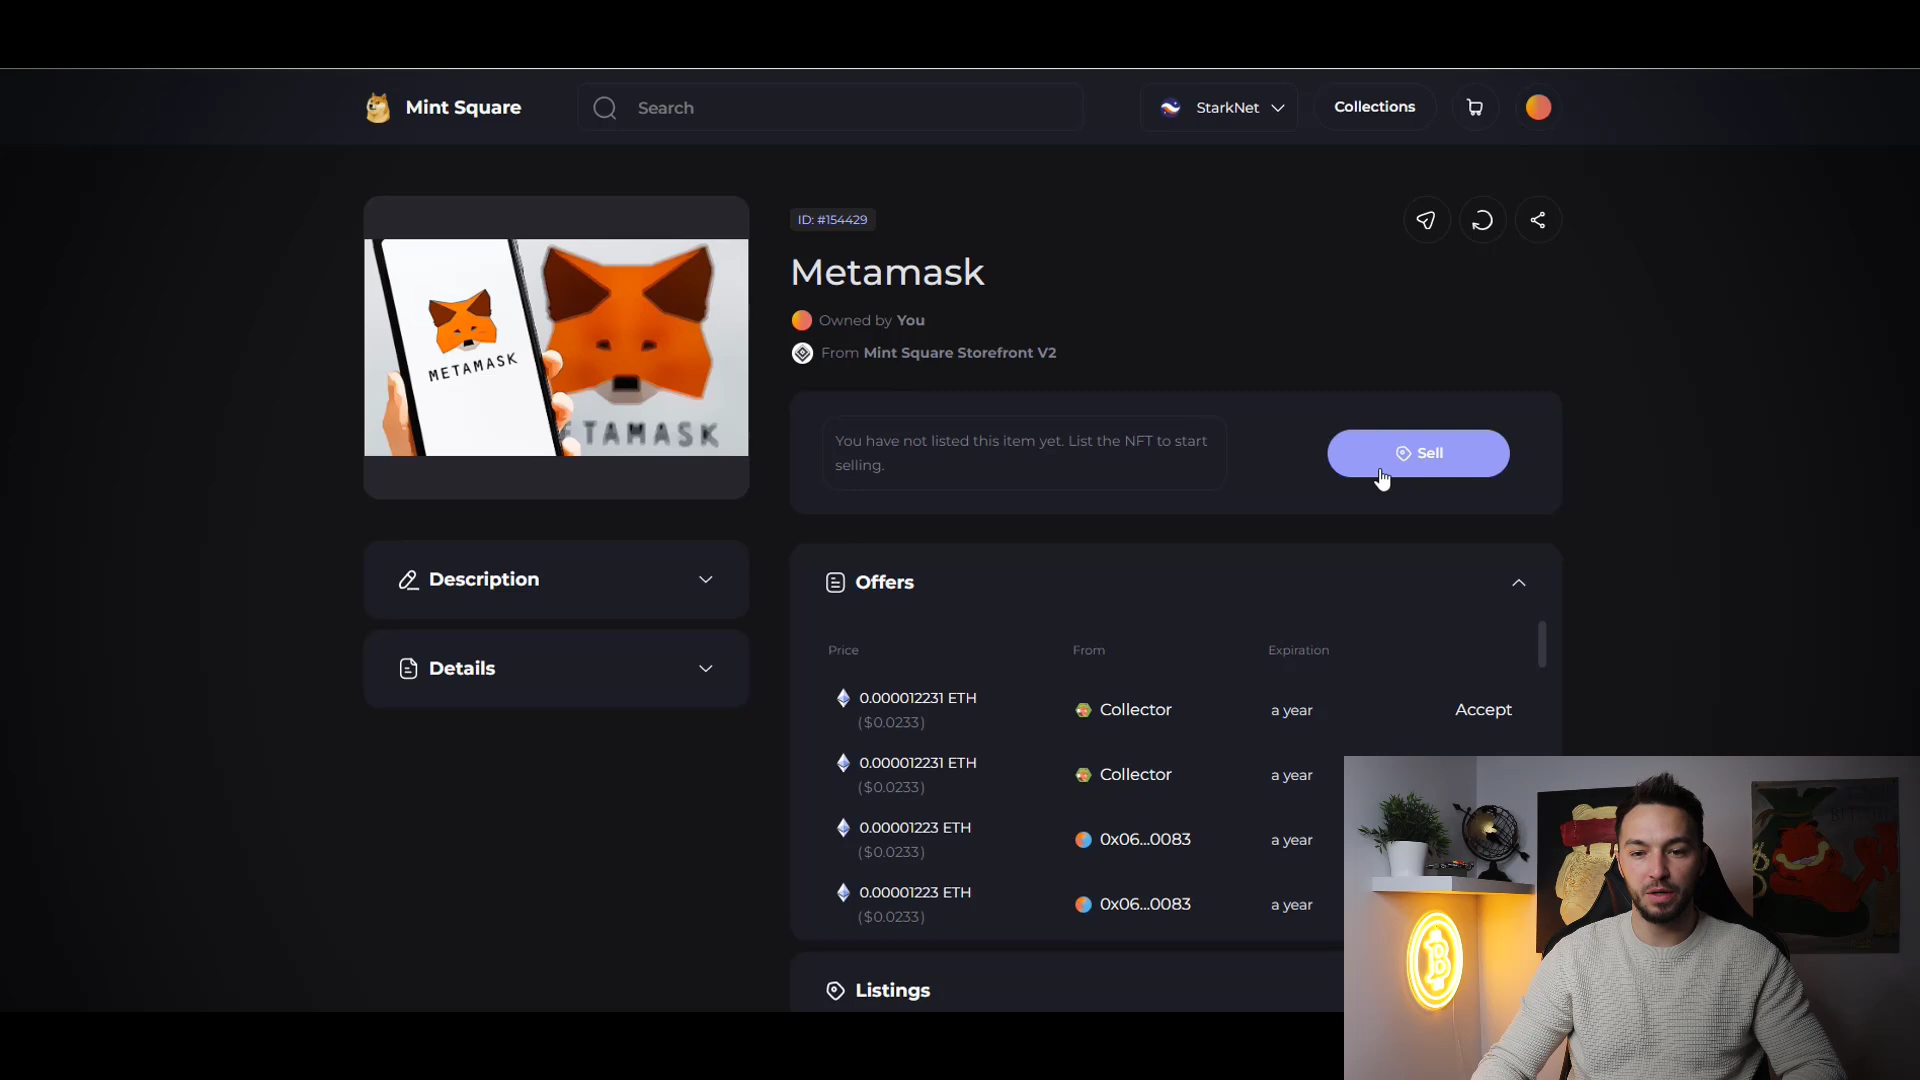 Mint Square
Search
StarkNet
Collections
ID: #154429
Metamask
Owned by You
From Mint Square Storefront V2
METAMASK
ETAMASK
You have not listed this item yet. List the NFT to start
selling.
Sell
Description
Details
Offers
Price From Expiration
0.000012231 ETH
($0.0233)
Collector a year Accept
0.000012231 ETH
($0.0233)
Collector a year
0.00001223 ETH
($0.0233)
0x06...0083 a year
0.00001223 ETH
($0.0233)
0x06...0083 a year
Listings